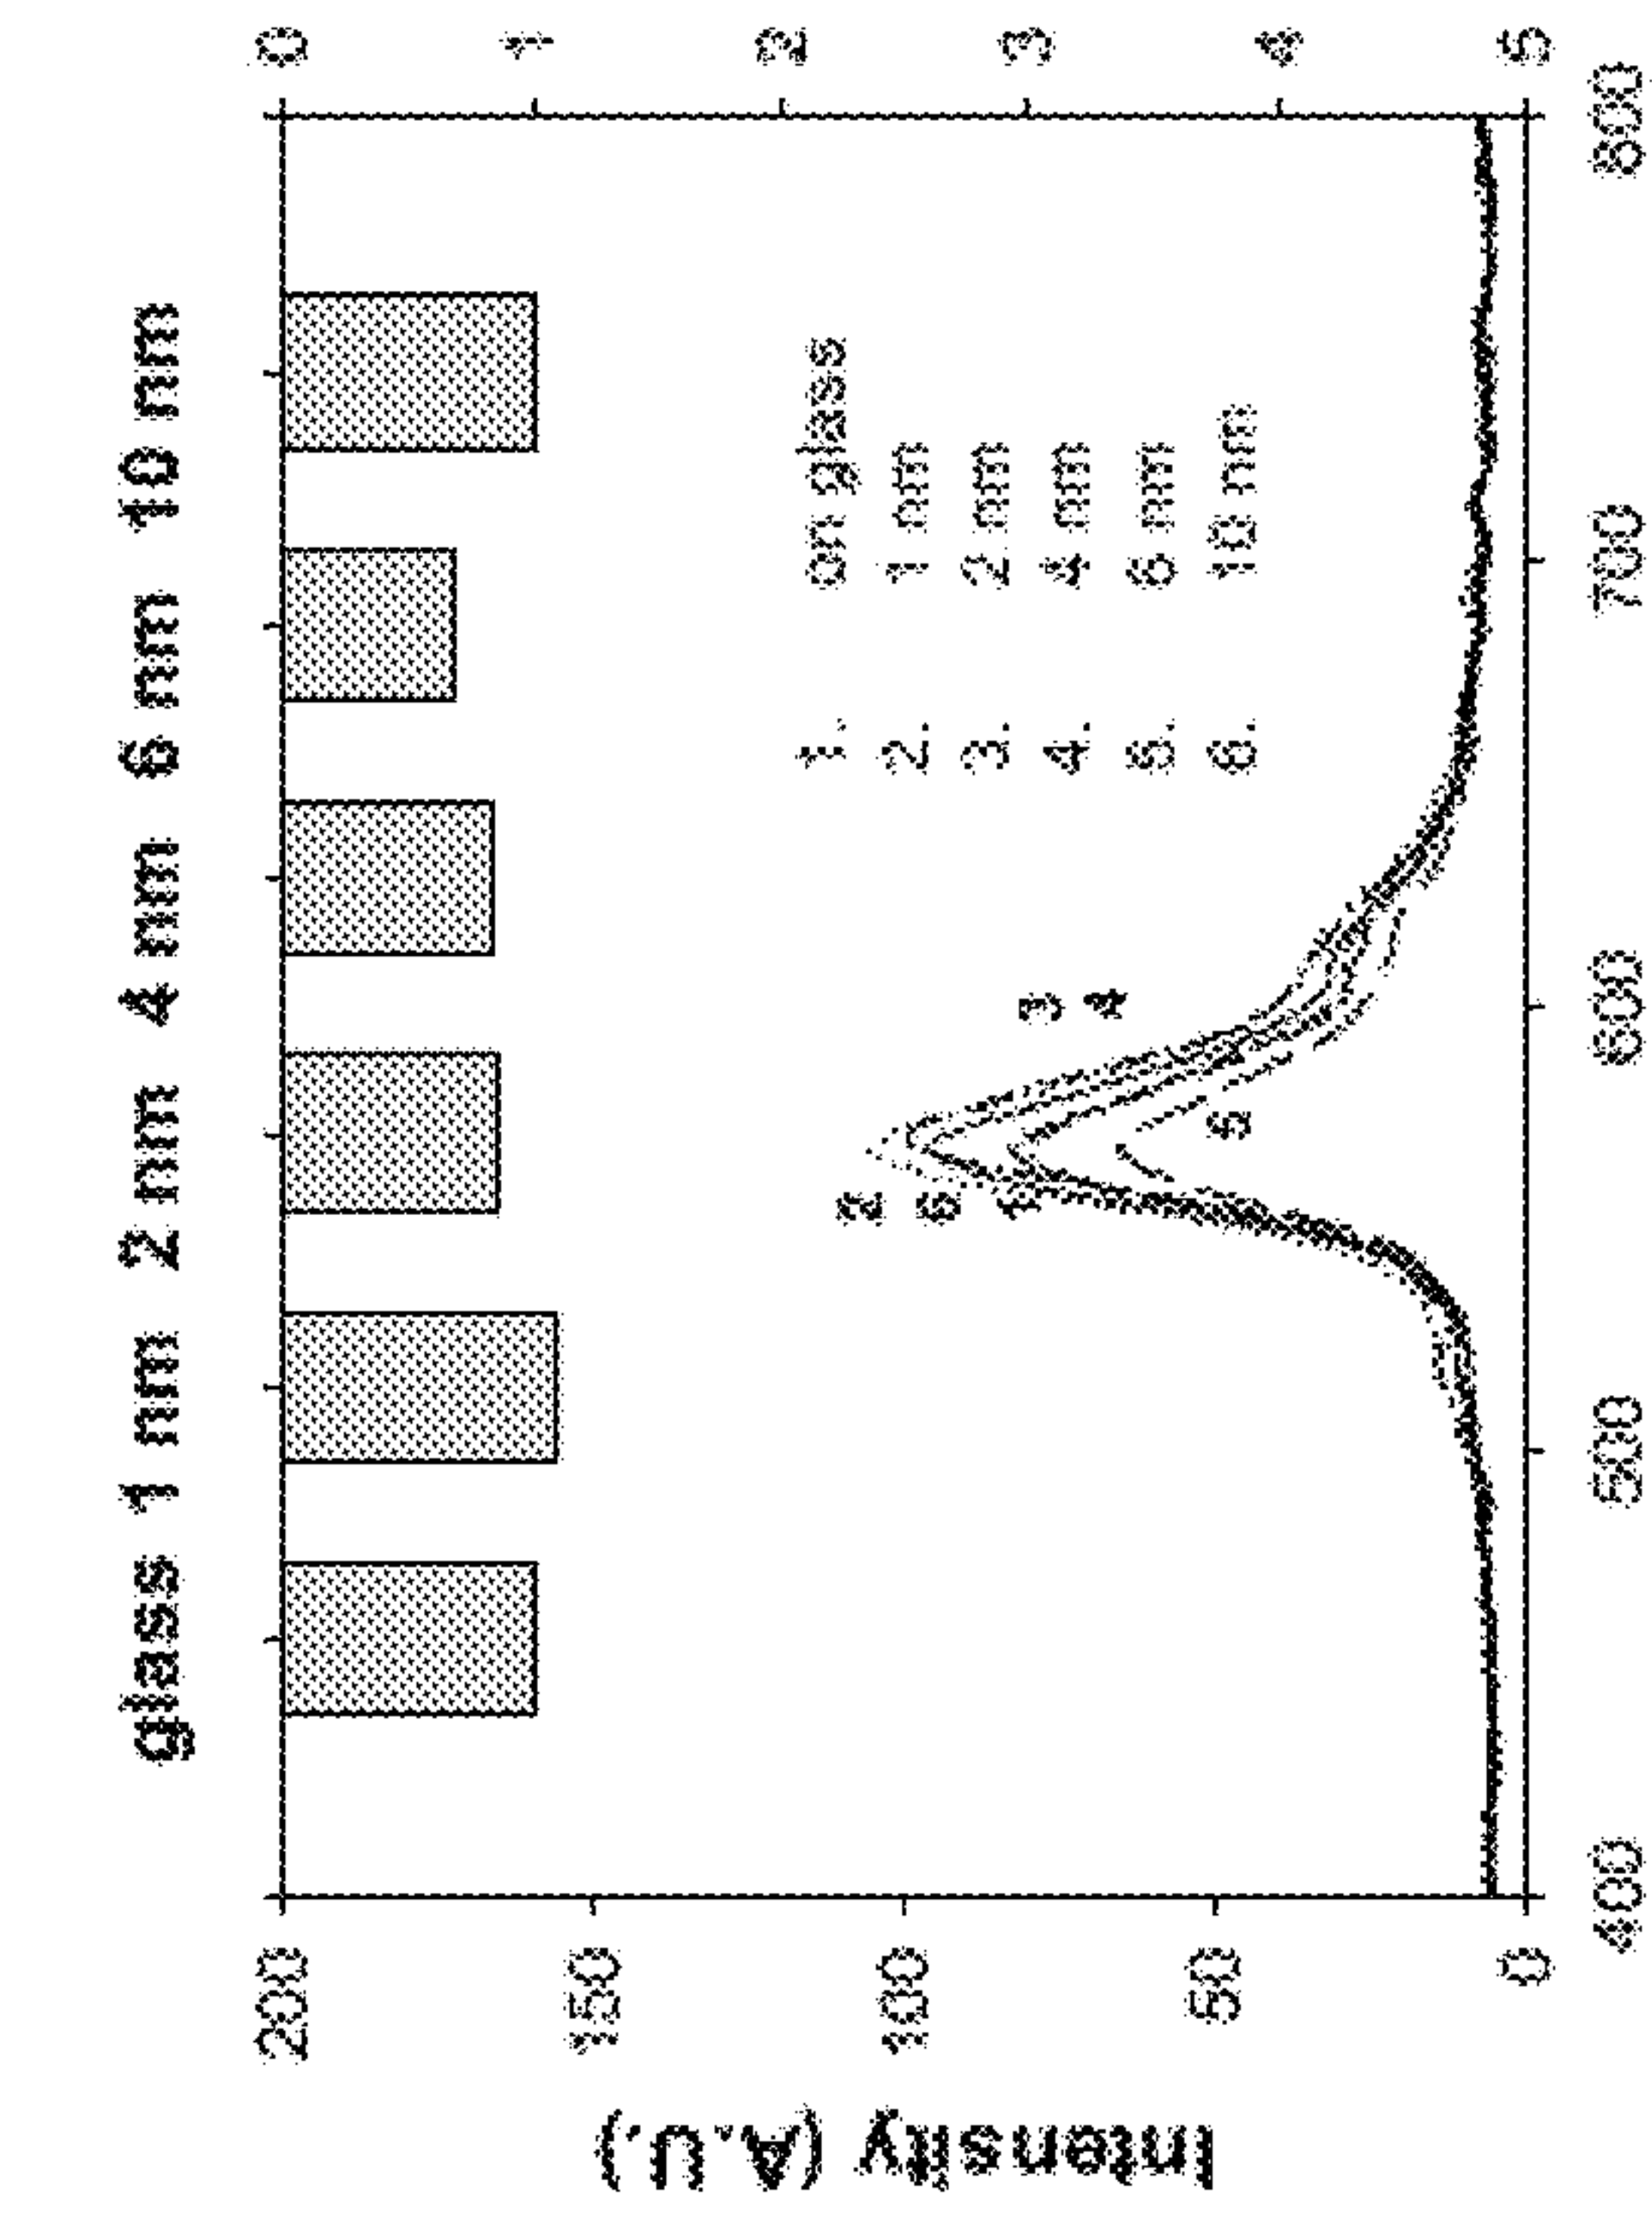 glass 1 nm 2 nm 4 nm 6 nm 10 nm
200
150
100
50
0
Intensity (A.U.)
0
1
2
3
4
5
1. on glass
2. 1 nm
3. 2 nm
4. 4 nm
5. 6 nm
6. 10 nm
2
6
1
3
4
5
400 500 600 700 800